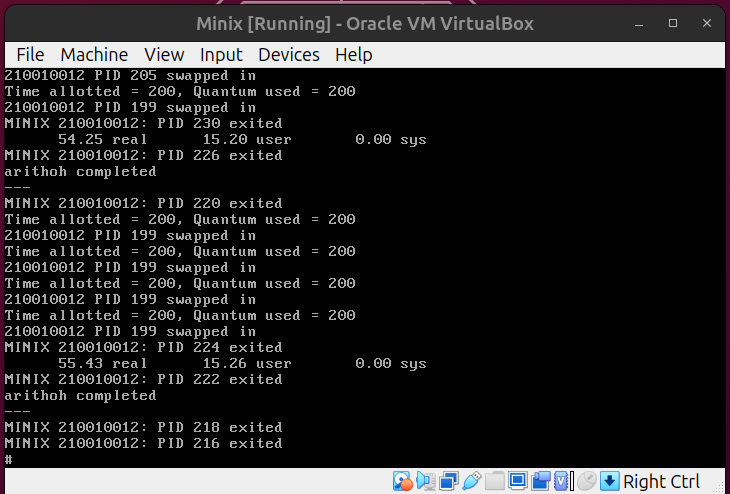 Minix [Running] - Oracle VM VirtualBox
File Machine View Input Devices Help
210010012 PID 205 swapped in
Time allotted = 200, Quantum used = 200
210010012 PID 199 swapped in
MINIX 210010012: PID 230 exited
54.25 real 15.20 user 0.00 sys
MINIX 210010012: PID 226 exited
arithoh completed
---
MINIX 210010012: PID 220 exited
Time allotted = 200, Quantum used = 200
210010012 PID 199 swapped in
Time allotted = 200, Quantum used = 200
210010012 PID 199 swapped in
Time allotted = 200, Quantum used = 200
210010012 PID 199 swapped in
Time allotted = 200, Quantum used = 200
210010012 PID 199 swapped in
MINIX 210010012: PID 224 exited
55.43 real 15.26 user 0.00 sys
MINIX 210010012: PID 222 exited
arithoh completed
---
MINIX 210010012: PID 218 exited
MINIX 210010012: PID 216 exited
#
Right Ctrl